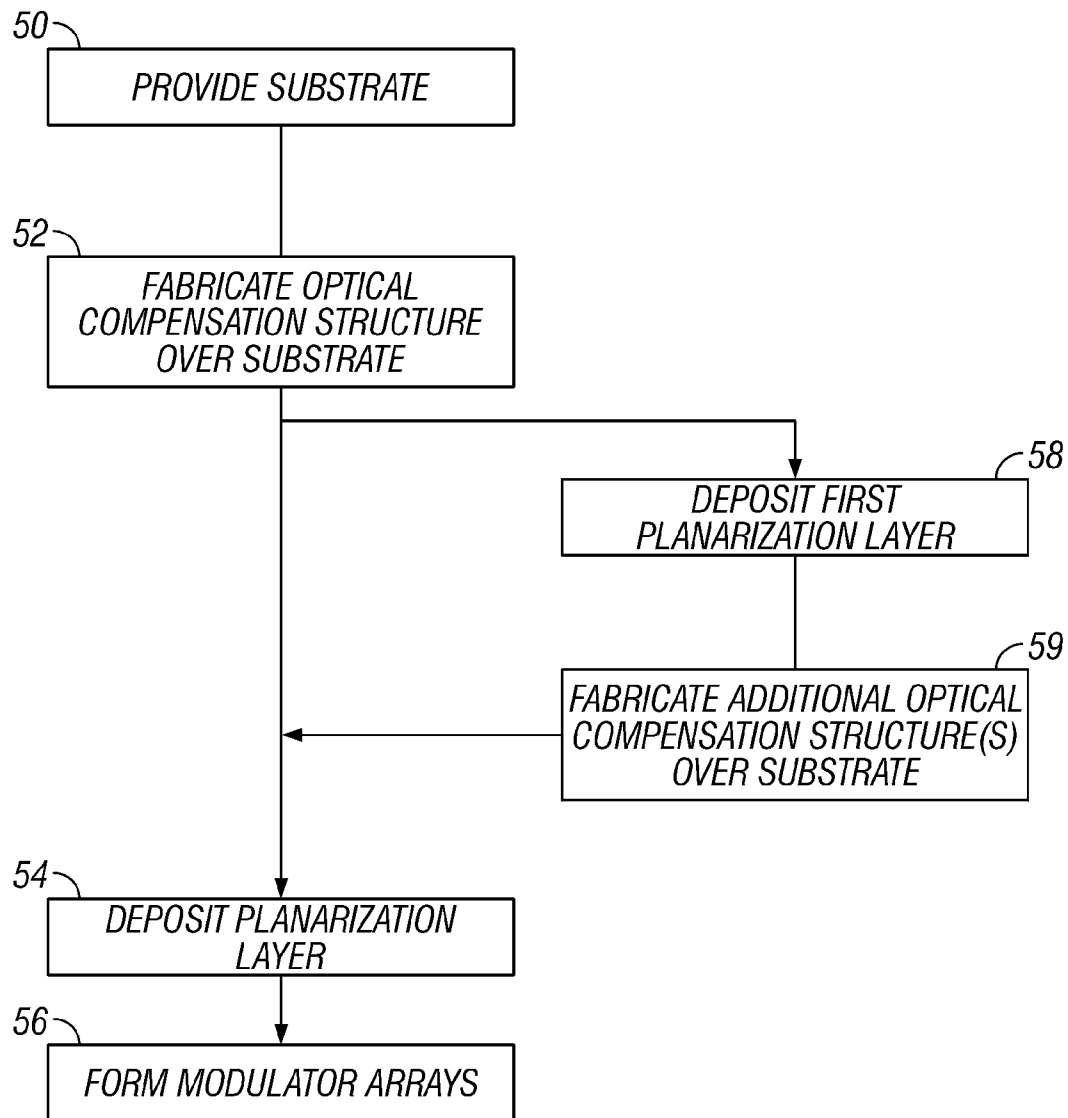 50
PROVIDE SUBSTRATE
52
FABRICATE OPTICAL
COMPENSATION STRUCTURE
OVER SUBSTRATE
58
DEPOSIT FIRST
PLANARIZATION LAYER
59
FABRICATE ADDITIONAL OPTICAL
COMPENSATION STRUCTURE(S)
OVER SUBSTRATE
54
DEPOSIT PLANARIZATION
LAYER
56
FORM MODULATOR ARRAYS